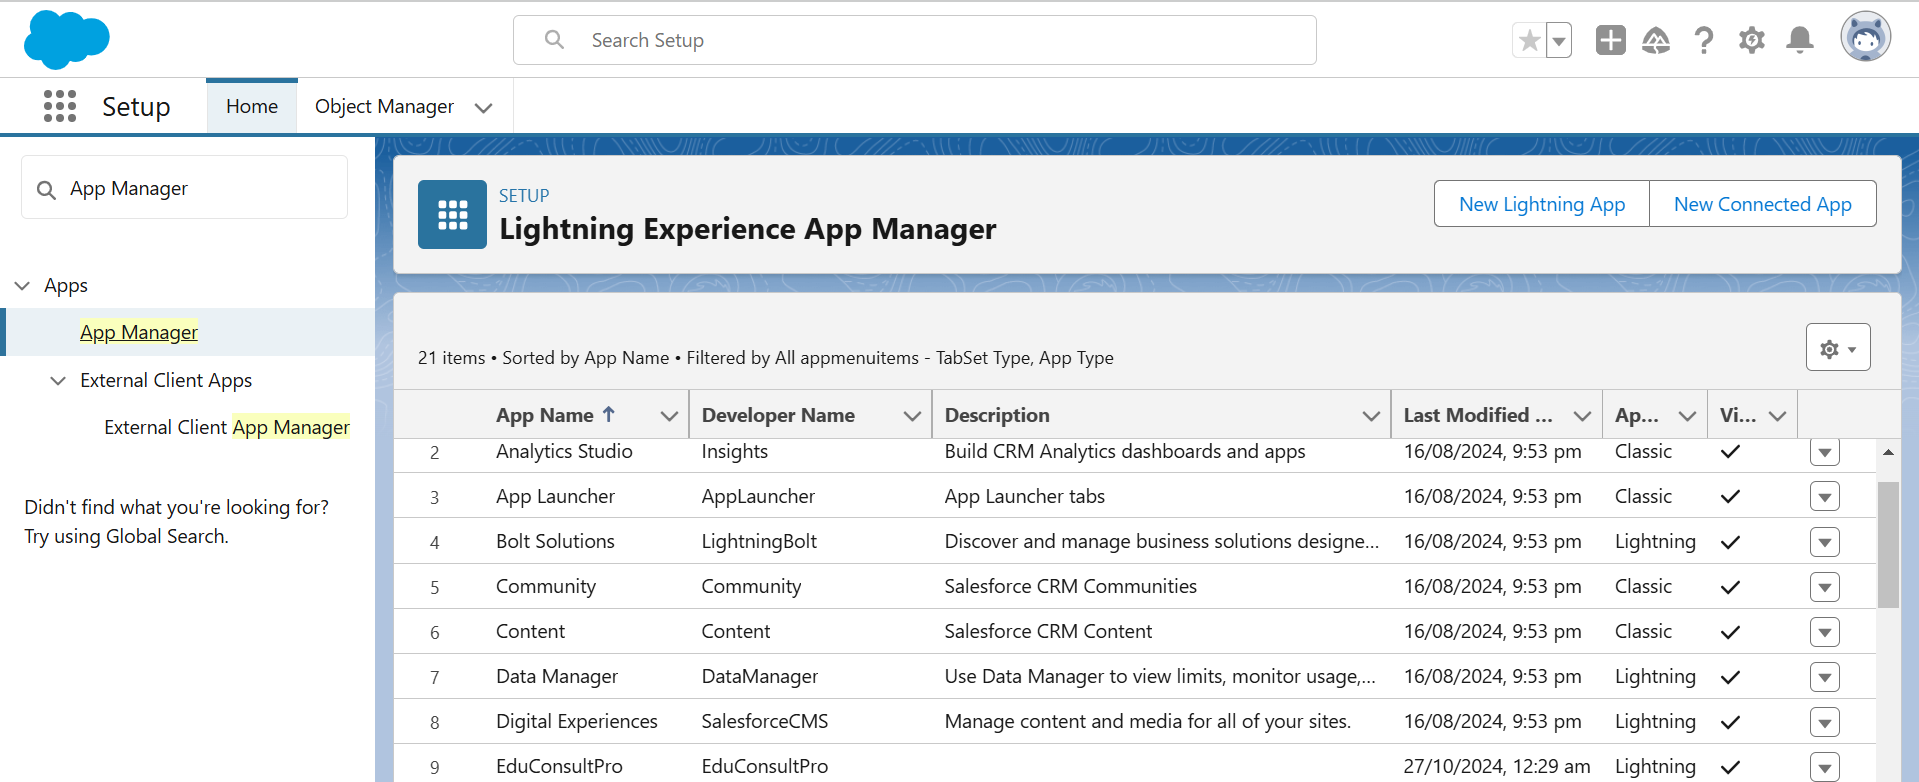 Search Setup
Setup
Home
Object Manager
App Manager
Apps
App Manager
External Client Apps
External Client App Manager
Didn't find what you're looking for?
Try using Global Search.
SETUP
Lightning Experience App Manager
New Lightning App
New Connected App
21 items • Sorted by App Name • Filtered by All appmenuitems - TabSet Type, App Type
App Name Developer Name Description Last Modified ... Ap... Vi...
2 Analytics Studio Insights Build CRM Analytics dashboards and apps 16/08/2024, 9:53 pm Classic
3 App Launcher AppLauncher App Launcher tabs 16/08/2024, 9:53 pm Classic
4 Bolt Solutions LightningBolt Discover and manage business solutions designe... 16/08/2024, 9:53 pm Lightning
5 Community Community Salesforce CRM Communities 16/08/2024, 9:53 pm Classic
6 Content Content Salesforce CRM Content 16/08/2024, 9:53 pm Classic
7 Data Manager DataManager Use Data Manager to view limits, monitor usage,... 16/08/2024, 9:53 pm Lightning
8 Digital Experiences SalesforceCMS Manage content and media for all of your sites. 16/08/2024, 9:53 pm Lightning
9 EduConsultPro EduConsultPro 27/10/2024, 12:29 am Lightning